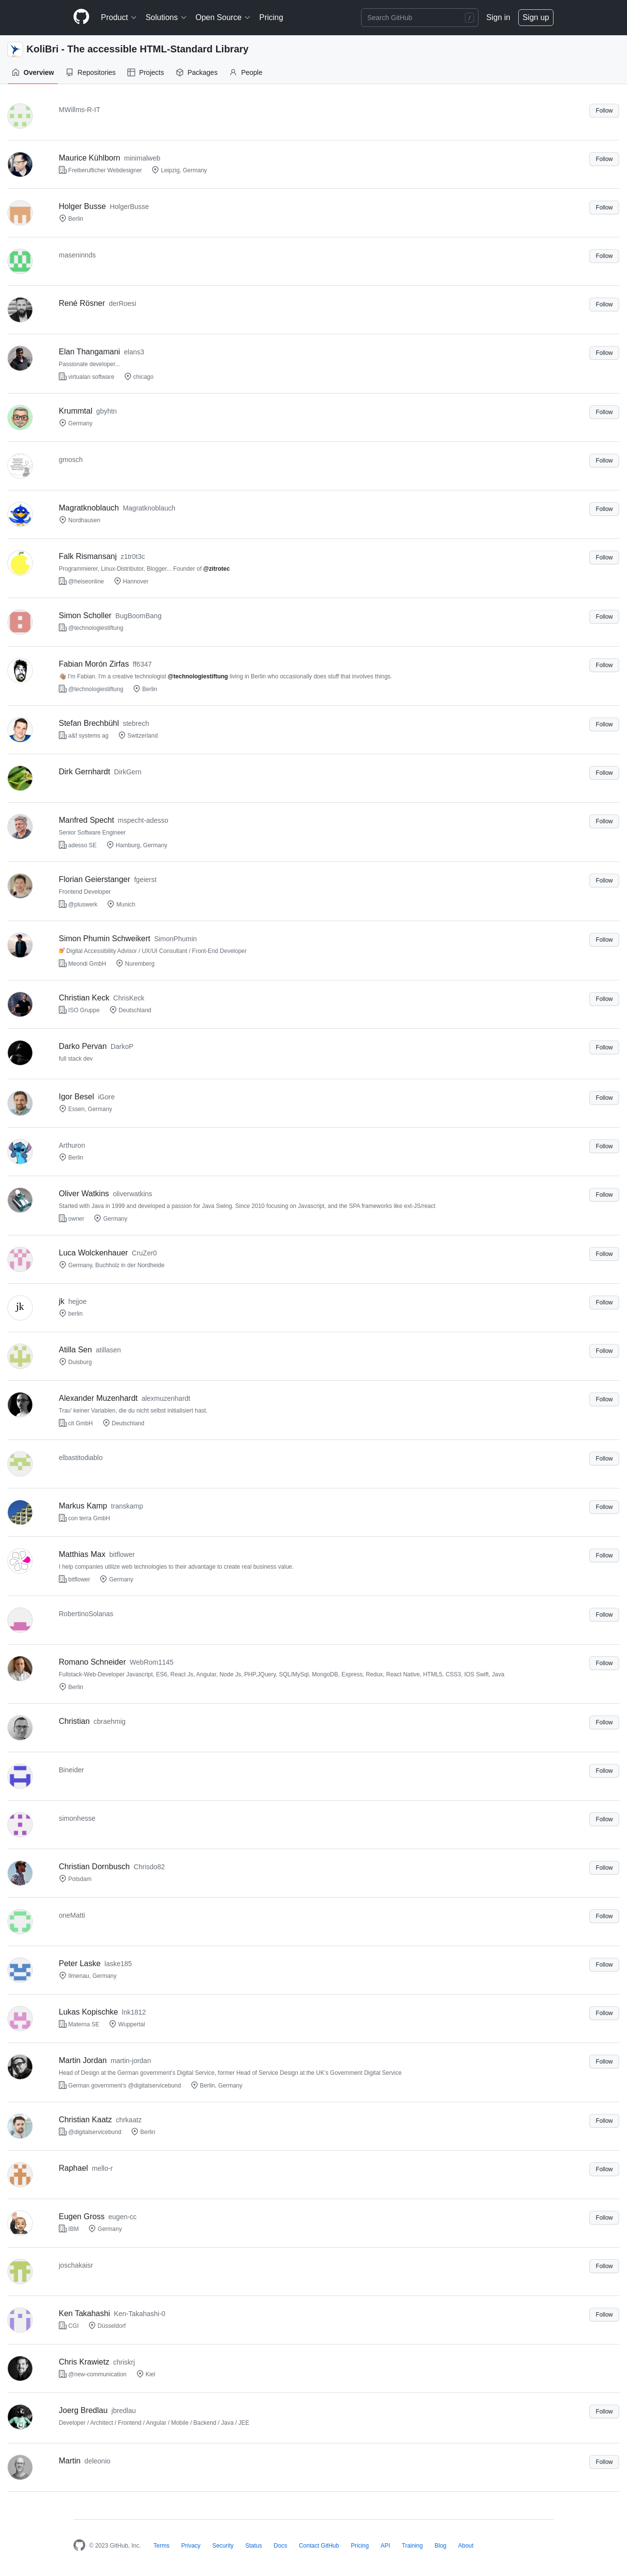 Product Solutions Open Source Pricing Search GitHub / Sign in Sign up
KoliBri - The accessible HTML-Standard Library
Overview Repositories Projects Packages People
MWillms-R-IT Follow
Maurice Kühlborn minimalweb Follow
Freiberuflicher Webdesigner Leipzig, Germany
Holger Busse HolgerBusse Follow
Berlin
maseninnds Follow
René Rösner derRoesi Follow
Elan Thangamani elans3 Follow
Passionate developer...
virtualan software chicago
Krummtal gbyhtn Follow
Germany
gmosch Follow
Magratknoblauch Magratknoblauch Follow
Nordhausen
Falk Rismansanj z1tr0t3c Follow
Programmierer, Linux-Distributor, Blogger... Founder of @zitrotec
@heiseonline Hannover
Simon Scholler BugBoomBang Follow
@technologiestiftung
Fabian Morón Zirfas ff6347 Follow
I'm Fabian. I'm a creative technologist @technologiestiftung living in Berlin who occasionally does stuff that involves things.
@technologiestiftung Berlin
Stefan Brechbühl stebrech Follow
a&f systems ag Switzerland
Dirk Gernhardt DirkGern Follow
Manfred Specht mspecht-adesso Follow
Senior Software Engineer
adesso SE Hamburg, Germany
Florian Geierstanger fgeierst Follow
Frontend Developer
@pluswerk Munich
Simon Phumin Schweikert SimonPhumin Follow
Digital Accessibility Advisor / UX/UI Consultant / Front-End Developer
Meondi GmbH Nuremberg
Christian Keck ChrisKeck Follow
ISO Gruppe Deutschland
Darko Pervan DarkoP Follow
full stack dev
Igor Besel iGore Follow
Essen, Germany
Arthuron Follow
Berlin
Oliver Watkins oliverwatkins Follow
Started with Java in 1999 and developed a passion for Java Swing. Since 2010 focusing on Javascript, and the SPA frameworks like ext-JS/react
owner Germany
Luca Wolckenhauer CruZer0 Follow
Germany, Buchholz in der Nordheide
jk
jk hejjoe Follow
berlin
Atilla Sen atillasen Follow
Duisburg
Alexander Muzenhardt alexmuzenhardt Follow
Trau' keiner Variablen, die du nicht selbst initialisiert hast.
cit GmbH Deutschland
elbastitodiablo Follow
Markus Kamp transkamp Follow
con terra GmbH
Matthias Max bitflower Follow
I help companies utilize web technologies to their advantage to create real business value.
bitflower Germany
RobertinoSolanas Follow
Romano Schneider WebRom1145 Follow
Fullstack-Web-Developer Javascript, ES6, React Js, Angular, Node Js, PHP,JQuery, SQL/MySql, MongoDB, Express, Redux, React Native, HTML5, CSS3, IOS Swift, Java
Berlin
Christian cbraehmig Follow
Bineider Follow
simonhesse Follow
Christian Dornbusch Chrisdo82 Follow
Potsdam
oneMatti Follow
Peter Laske laske185 Follow
Ilmenau, Germany
Lukas Kopischke lnk1812 Follow
Materna SE Wuppertal
Martin Jordan martin-jordan Follow
Head of Design at the German government's Digital Service, former Head of Service Design at the UK's Government Digital Service
German government's @digitalservicebund Berlin, Germany
Christian Kaatz chrkaatz Follow
@digitalservicebund Berlin
Raphael mello-r Follow
Eugen Gross eugen-cc Follow
IBM Germany
joschakaisr Follow
Ken Takahashi Ken-Takahashi-0 Follow
CGI Düsseldorf
Chris Krawietz chriskrj Follow
@new-communication Kiel
Joerg Bredlau jbredlau Follow
Developer / Architect / Frontend / Angular / Mobile / Backend / Java / JEE
Martin deleonio Follow
© 2023 GitHub, Inc. Terms Privacy Security Status Docs Contact GitHub Pricing API Training Blog About